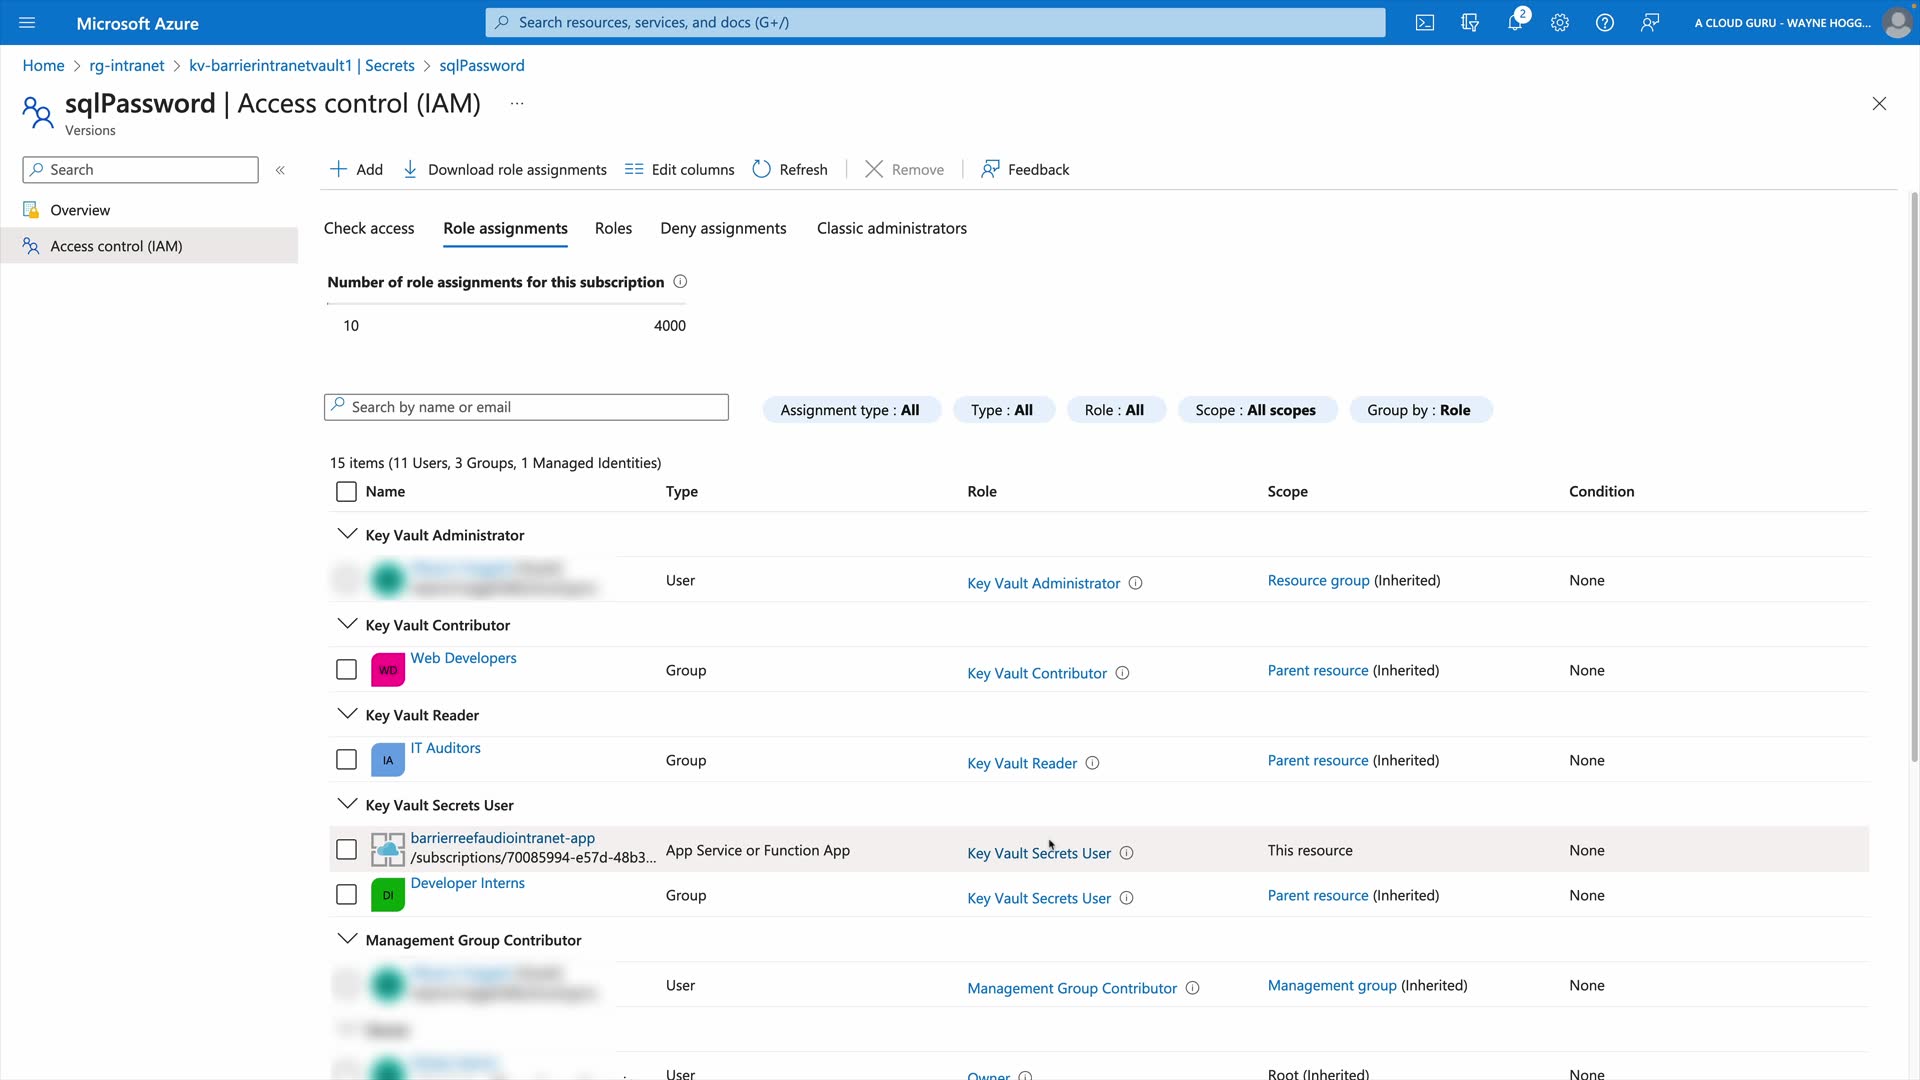 Microsoft Azure
Search resources, services, and docs (G+/)
2
A CLOUD GURU - WAYNE HOGG...
Home > rg-intranet > kv-barrierintranetvault1 | Secrets > sqlPassword
sqlPassword | Access control (IAM) ...
Versions
Search
«
Overview
Access control (IAM)
Add
Download role assignments
Edit columns
Refresh
Remove
Feedback
Check access
Role assignments
Roles
Deny assignments
Classic administrators
Number of role assignments for this subscription
10 4000
Search by name or email
Assignment type : All
Type : All
Role : All
Scope : All scopes
Group by : Role
15 items (11 Users, 3 Groups, 1 Managed Identities)
Name Type Role Scope Condition
Key Vault Administrator
User Key Vault Administrator Resource group (Inherited) None
Key Vault Contributor
WD Web Developers Group Key Vault Contributor Parent resource (Inherited) None
Key Vault Reader
IA IT Auditors Group Key Vault Reader Parent resource (Inherited) None
Key Vault Secrets User
barrierreefaudiointranet-app
/subscriptions/70085994-e57d-48b3... App Service or Function App Key Vault Secrets User This resource None
DI Developer Interns Group Key Vault Secrets User Parent resource (Inherited) None
Management Group Contributor
User Management Group Contributor Management group (Inherited) None
User Owner Root (Inherited) None